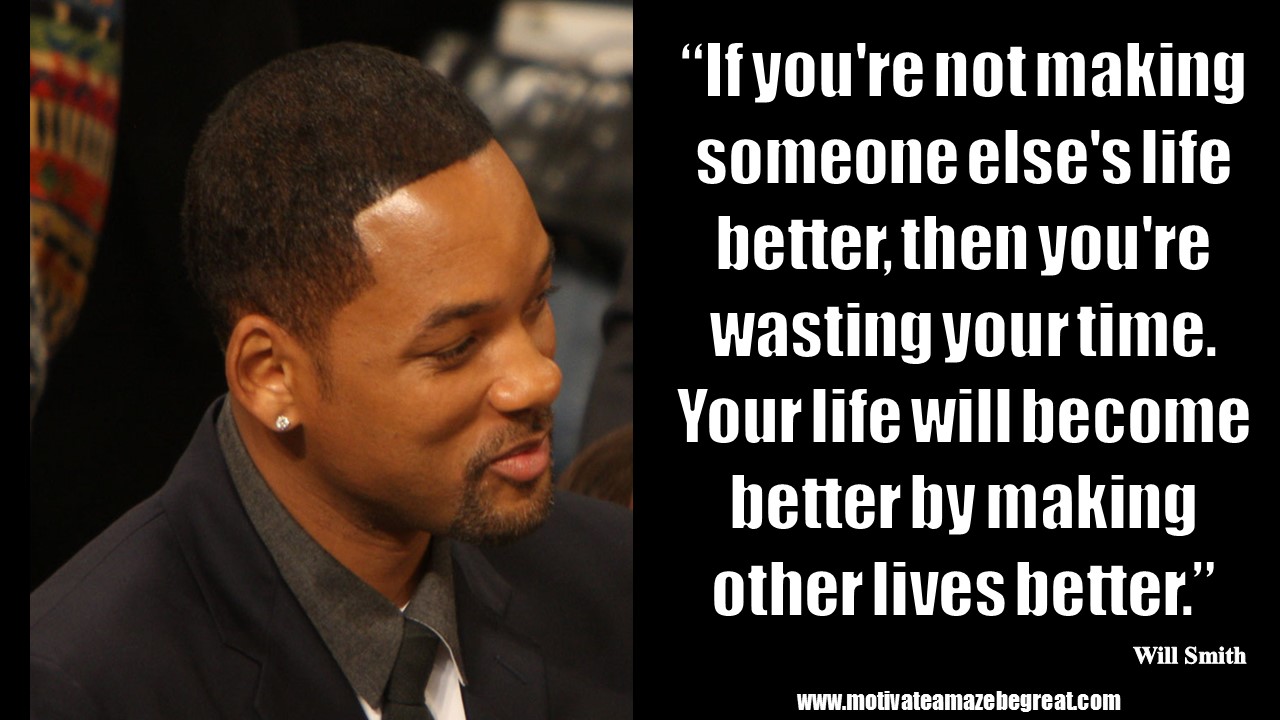 “If you're not making
someone else's life
better, then you're
wasting your time.
Your life will become
better by making
other lives better.”
Will Smith
www.motivateamazebegreat.com